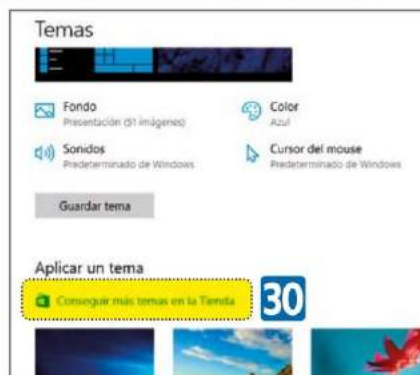 Temas
Fondo
Presentación (51 imágenes)
Color
Azul
Sonidos
Predeterminado de Windows
Cursor del mouse
Predeterminado de Windows
Guardar tema
Aplicar un tema
Conseguir más temas en la Tienda
30